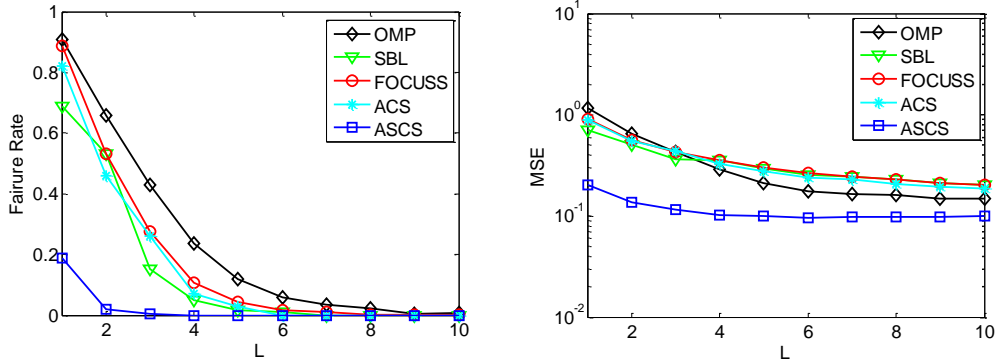 1
0.8
0.6
0.4
0.2
0
2
4
6
8
10
L
Fairure Rate
OMP
SBL
FOCUSS
ACS
ASCS
10^1
10^0
10^-1
10^-2
2
4
6
8
10
L
MSE
OMP
SBL
FOCUSS
ACS
ASCS